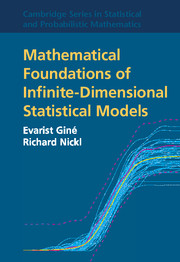 Cambridge Series in Statistical
and Probabilistic Mathematics
Mathematical
Foundations of
Infinite-Dimensional
Statistical Models
Evarist Giné
Richard Nickl